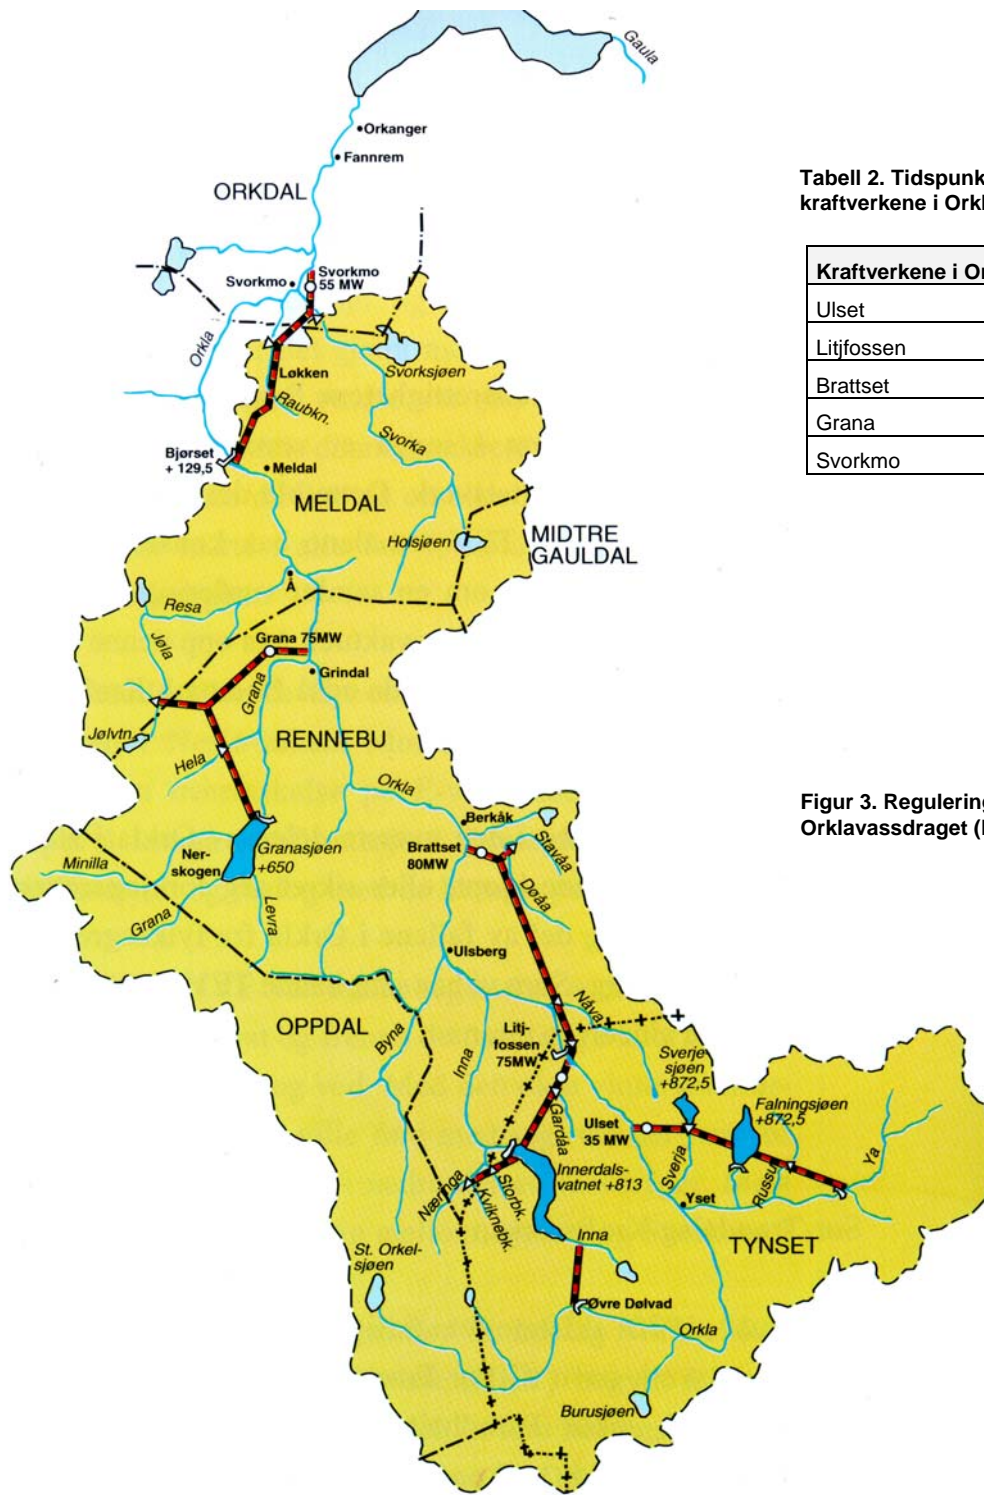 Gaula
Orkanger
Fannrem
ORKDAL
Tabell 2. Tidspunk
kraftverkene i Orkl
Kraftverkene i Or
Ulset
Litjfossen
Brattset
Grana
Svorkmo
Svorkmo
55 MW
Svorkmo
Orkla
Løkken
Svorksjøen
Raubkn.
Svorka
Bjørset
+ 129,5
Meldal
MELDAL
MIDTRE
GAULDAL
Holsjøen
Å
Resa
Jøla
Grana 75MW
Grana
Grindal
Jølvtn.
Hela
RENNEBU
Orkla
Figur 3. Regulering
Orklavassdraget (
Berkåk
Brattset
80MW
Stavåa
Døåa
Granasjøen
+650
Ner-
skogen
Minilla
Grana
Levra
Ulsberg
OPPDAL
Byna
Inna
Nåva
Litj-
fossen
75MW
Sverje-
sjøen
+872,5
Falningsjøen
+872,5
Gardåa
Ulset
35 MW
Sverja
Russu
Ya
Innerdals-
vatnet +813
Næringa
Kviknebk.
Storbk.
Yset
Inna
TYNSET
St. Orkel-
sjøen
Øvre Dølvad
Orkla
Burusjøen